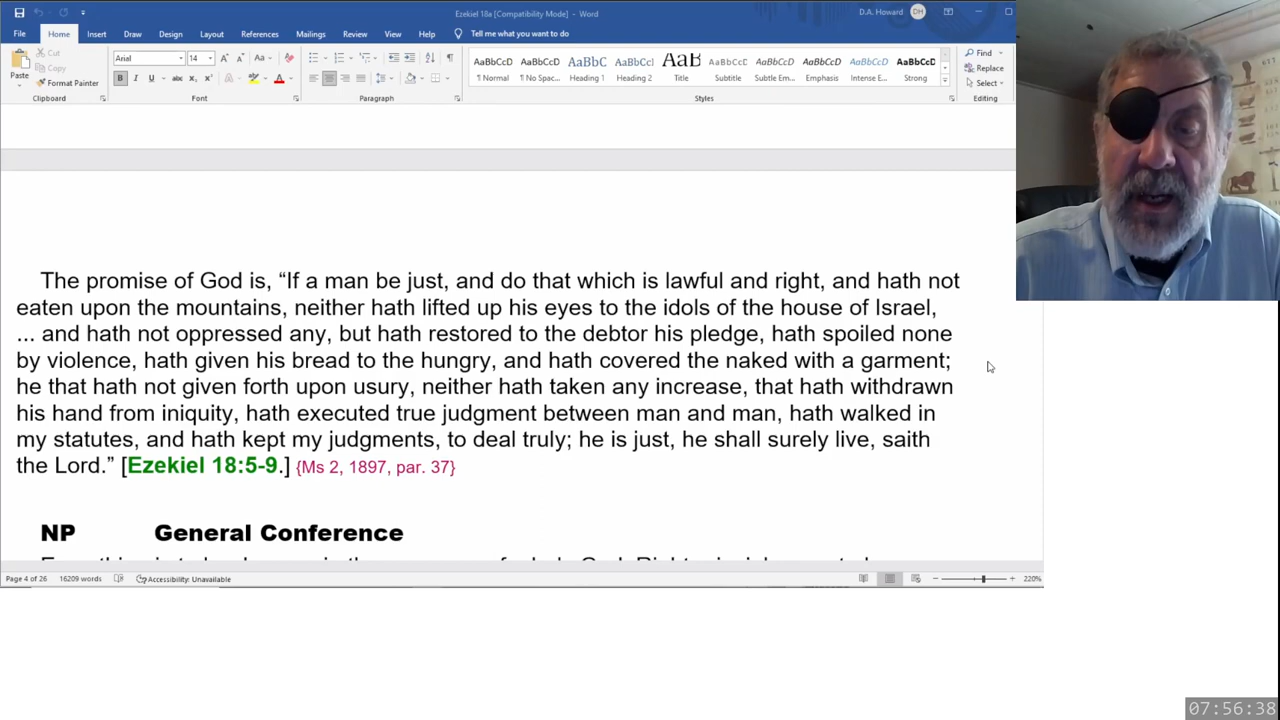 Ezekiel 18a [Compatibility Mode] - Word
D.A. Howard DH
File Home Insert Draw Design Layout References Mailings Review View Help Tell me what you want to do
Paste
Cut
Copy
Format Painter
Clipboard
Arial 14
Font
Paragraph
AaBbCcD AaBbCcD AaBbC AaBbCcC AaB AaBbCcD AaBbCcD AaBbCcD AaBbCcD AaBbCcD
¶ Normal ¶ No Spac... Heading 1 Heading 2 Title Subtitle Subtle Em... Emphasis Intense E... Strong
Styles
Find
Replace
Select
Editing
The promise of God is, “If a man be just, and do that which is lawful and right, and hath not
eaten upon the mountains, neither hath lifted up his eyes to the idols of the house of Israel,
... and hath not oppressed any, but hath restored to the debtor his pledge, hath spoiled none
by violence, hath given his bread to the hungry, and hath covered the naked with a garment;
he that hath not given forth upon usury, neither hath taken any increase, that hath withdrawn
his hand from iniquity, hath executed true judgment between man and man, hath walked in
my statutes, and hath kept my judgments, to deal truly; he is just, he shall surely live, saith
the Lord.” [Ezekiel 18:5-9.] {Ms 2, 1897, par. 37}
NP General Conference
Page 4 of 26 16209 words Accessibility: Unavailable 220%
07:56:38